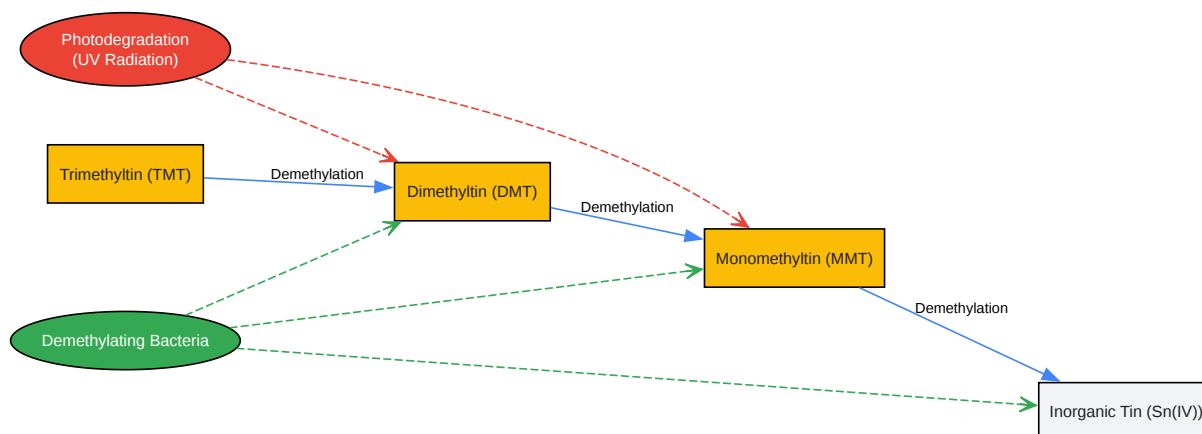 Photodegradation
(UV Radiation)
Trimethyltin (TMT)
Demethylation
Dimethyltin (DMT)
Demethylation
Monomethyltin (MMT)
Demethylation
Demethylating Bacteria
Inorganic Tin (Sn(IV))